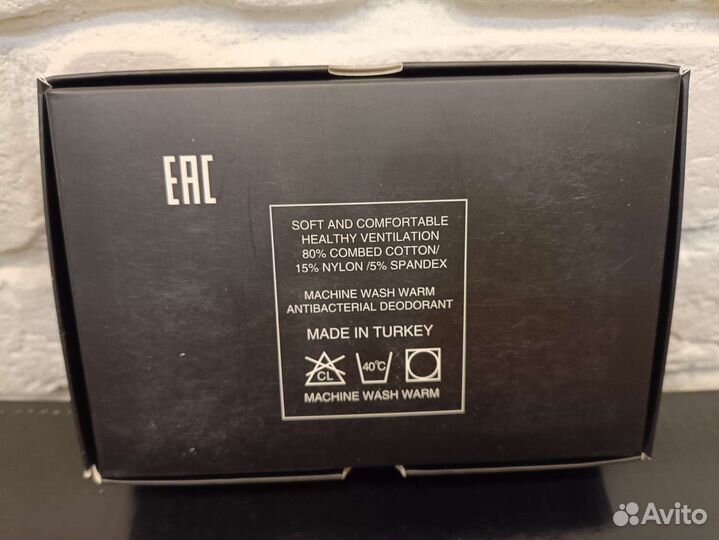 EAC
SOFT AND COMFORTABLE
HEALTHY VENTILATION
80% COMBED COTTON/
15% NYLON /5% SPANDEX
MACHINE WASH WARM
ANTIBACTERIAL DEODORANT
MADE IN TURKEY
CL 40°C
MACHINE WASH WARM
Avito